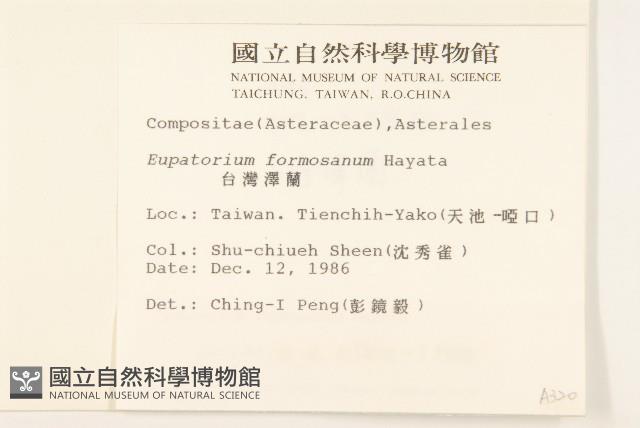 國立自然科學博物館
NATIONAL MUSEUM OF NATURAL SCIENCE
TAICHUNG, TAIWAN, R.O.CHINA
Compositae(Asteraceae),Asterales
Eupatorium formosanum Hayata
台灣澤蘭
Loc.: Taiwan. Tienchih-Yako(天池-啞口)
Col.: Shu-chiueh Sheen(沈秀雀)
Date: Dec. 12, 1986
Det.: Ching-I Peng(彭鏡毅)
國立自然科學博物館
NATIONAL MUSEUM OF NATURAL SCIENCE
A320